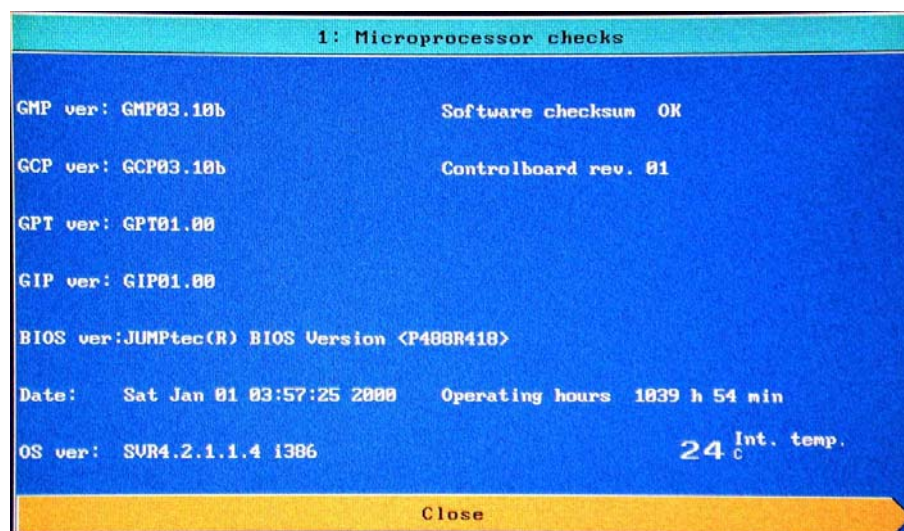 1: Microprocessor checks
GMP ver: GMP03.10b Software checksum OK
GCP ver: GCP03.10b Controlboard rev. 01
GPT ver: GPT01.00
GIP ver: GIP01.00
BIOS ver:JUMPtec(R) BIOS Version <P488R418>
Date: Sat Jan 01 03:57:25 2000 Operating hours 1039 h 54 min
OS ver: SVR4.2.1.1.4 i386 24 C Int. temp.
Close